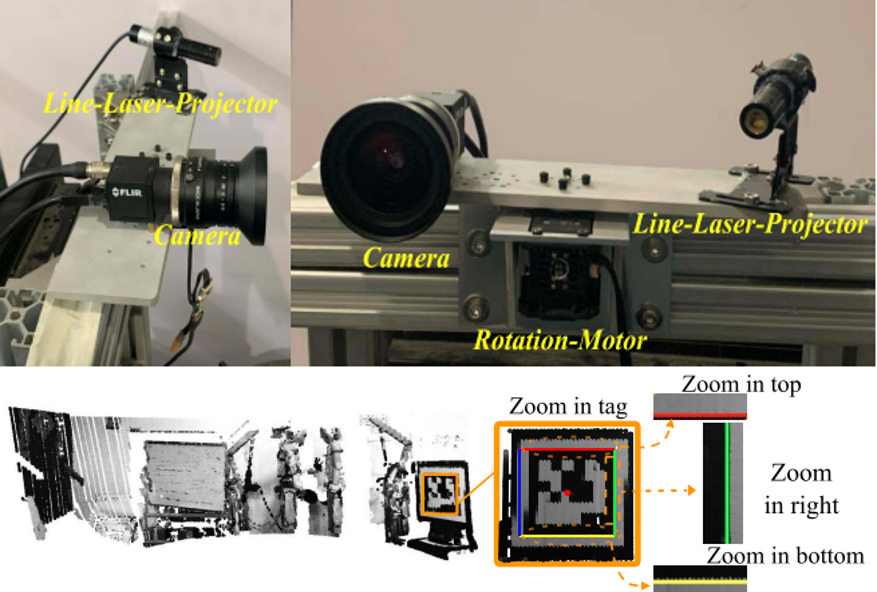 Line-Laser-Projector
FLIR
Camera
Camera
Line-Laser-Projector
Rotation-Motor
Zoom in top
Zoom in tag
Zoom
in right
Zoom in bottom